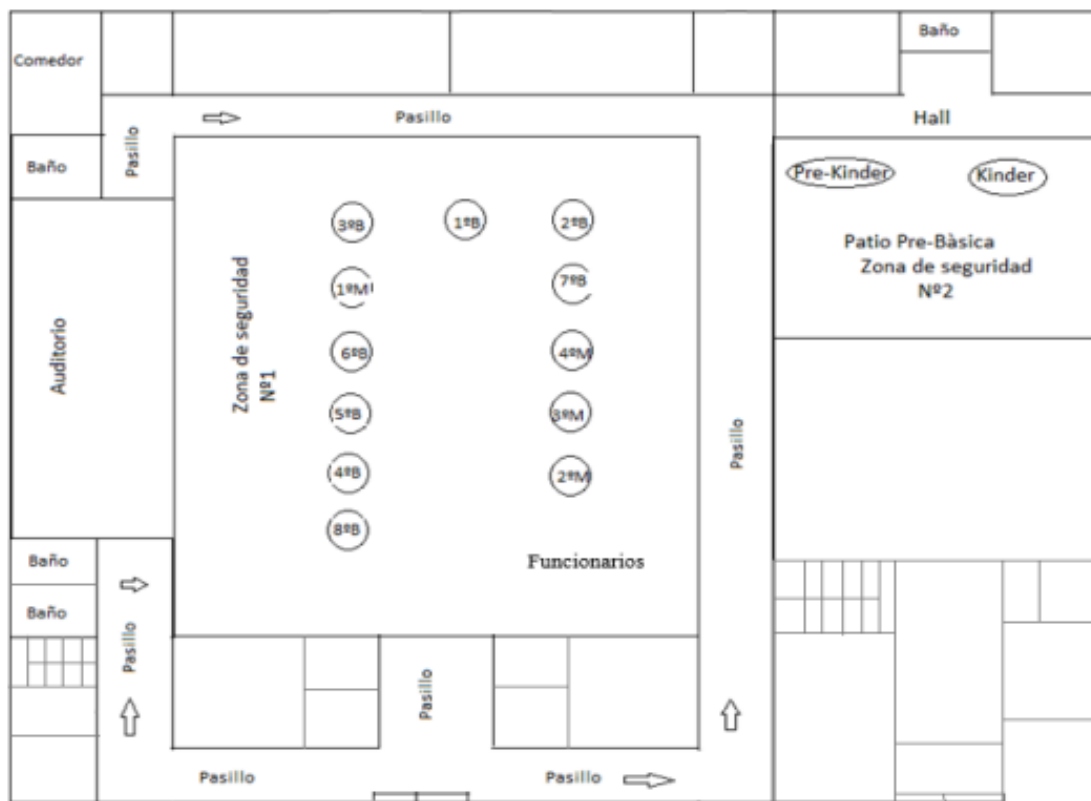 Baño
Comedor
Pasillo
Hall
Pasillo
Baño
Pre-Kinder
Kinder
3ºB
1ºB
2ºB
Patio Pre-Bàsica
Zona de seguridad
Nº2
1ºM
7ºB
Zona de seguridad
Nº1
Auditorio
6ºB
4ºM
5ºB
3ºM
Pasillo
4ºB
2ºM
8ºB
Baño
Funcionarios
Baño
Pasillo
Pasillo
Pasillo
Pasillo